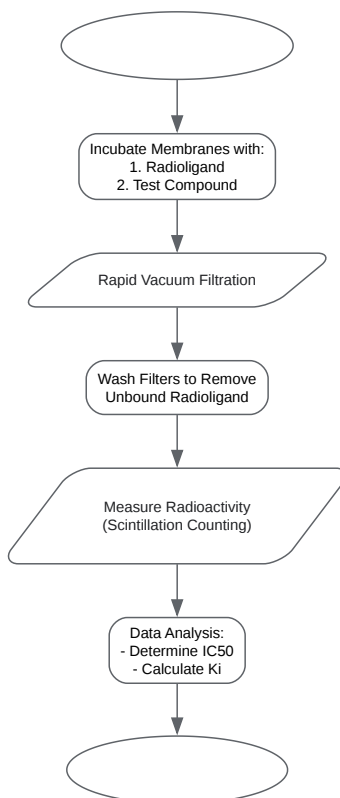 Incubate Membranes with:
1. Radioligand
2. Test Compound
Rapid Vacuum Filtration
Wash Filters to Remove
Unbound Radioligand
Measure Radioactivity
(Scintillation Counting)
Data Analysis:
- Determine IC50
- Calculate Ki